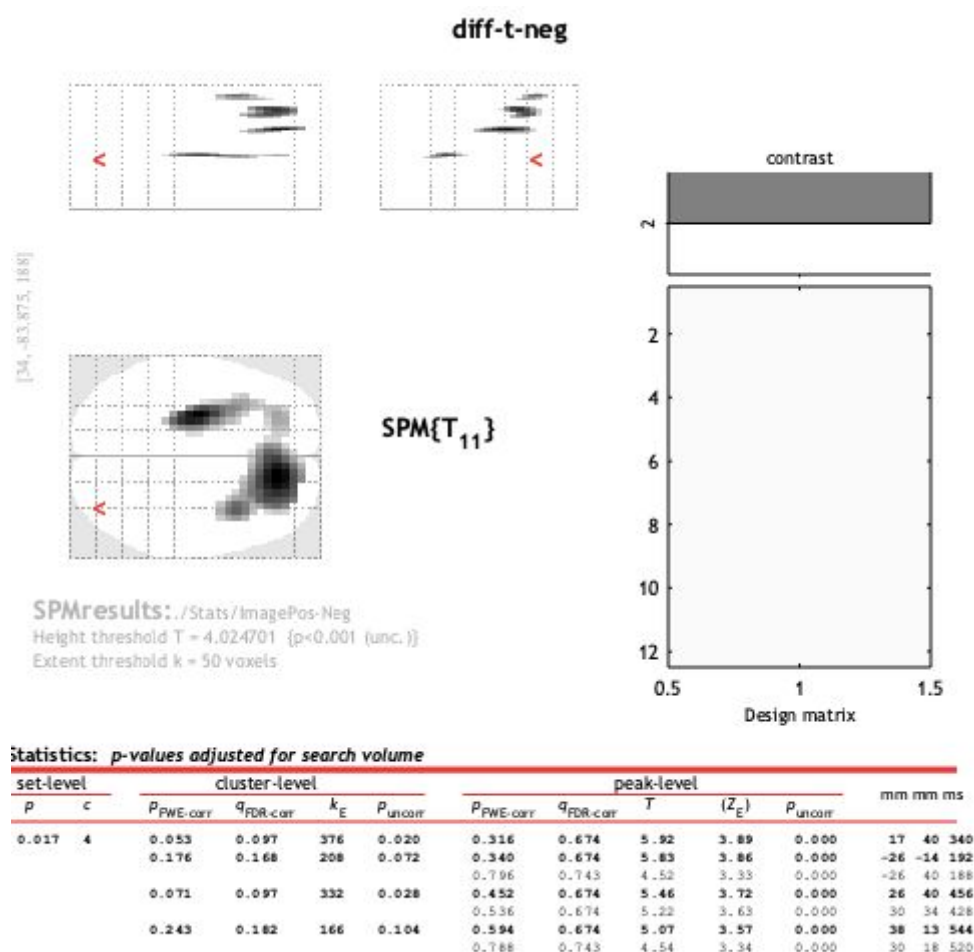 diff-t-neg
<
<
contrast
2
[34, -83.875, 188]
<
SPM{T11}
2
4
6
8
10
12
0.5 1 1.5
Design matrix
SPMresults: ./Stats/ImagePos-Neg
Height threshold T = 4.024701 {p<0.001 (unc.)}
Extent threshold k = 50 voxels
Statistics: p-values adjusted for search volume
set-level cluster-level peak-level mm mm ms
p c pFWE-corr qFDR-corr kE puncorr pFWE-corr qFDR-corr T (ZE) puncorr
0.017 4 0.053 0.097 376 0.020 0.316 0.674 5.92 3.89 0.000 17 40 340
0.176 0.168 208 0.072 0.340 0.674 5.83 3.86 0.000 -26 -14 192
0.796 0.743 4.52 3.33 0.000 -26 40 188
0.071 0.097 332 0.028 0.452 0.674 5.46 3.72 0.000 26 40 456
0.536 0.674 5.22 3.63 0.000 30 34 428
0.243 0.182 166 0.104 0.594 0.674 5.07 3.57 0.000 38 13 544
0.788 0.743 4.54 3.34 0.000 30 18 520